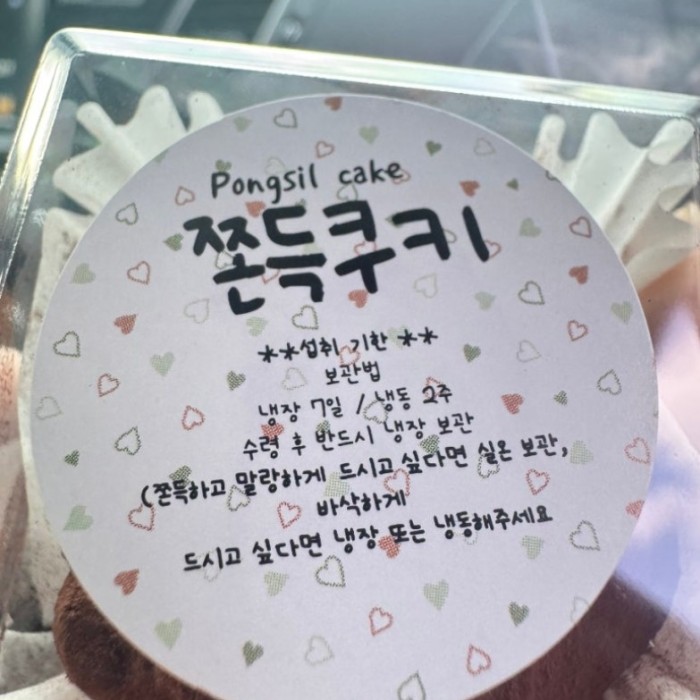 Pongsil cake
쫀득쿠키
**섭취 기한**
보관법
냉장 7일 / 냉동 2주
수령 후 반드시 냉장 보관
(쫀득하고 말랑하게 드시고 싶다면 실온 보관,
바삭하게
드시고 싶다면 냉장 또는 냉동해주세요